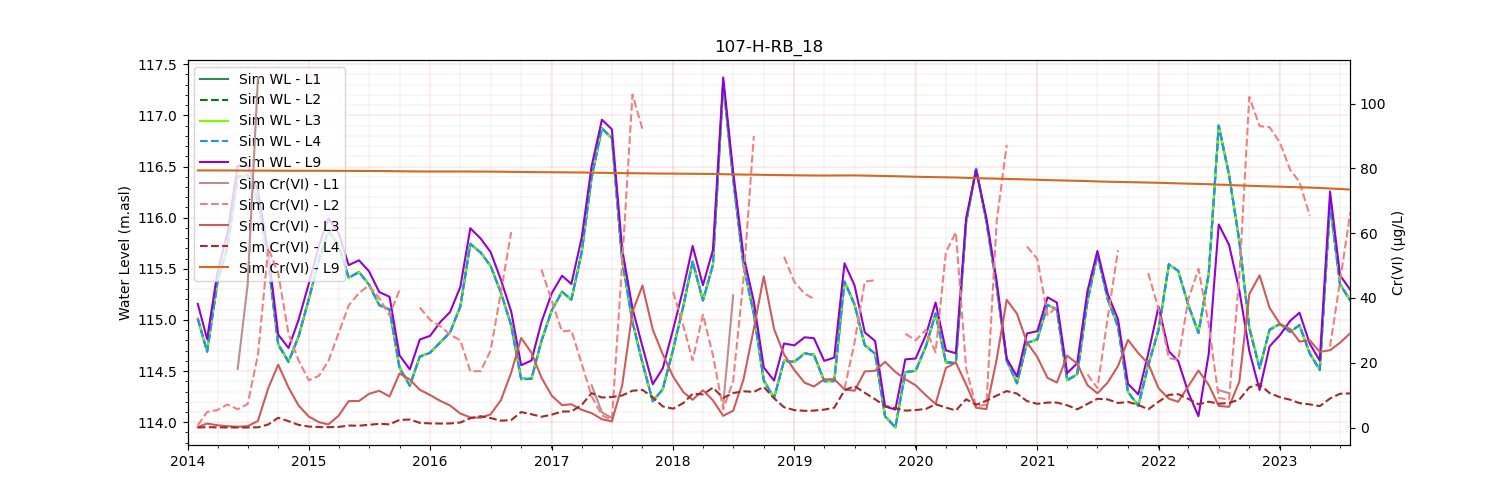 107-H-RB_18
117.5
117.0
116.5
116.0
115.5
115.0
114.5
114.0
Water Level (m.asl)
Sim WL - L1
Sim WL - L2
Sim WL - L3
Sim WL - L4
Sim WL - L9
Sim Cr(VI) - L1
Sim Cr(VI) - L2
Sim Cr(VI) - L3
Sim Cr(VI) - L4
Sim Cr(VI) - L9
100
80
60
40
20
0
Cr(VI) (µg/L)
2014 2015 2016 2017 2018 2019 2020 2021 2022 2023